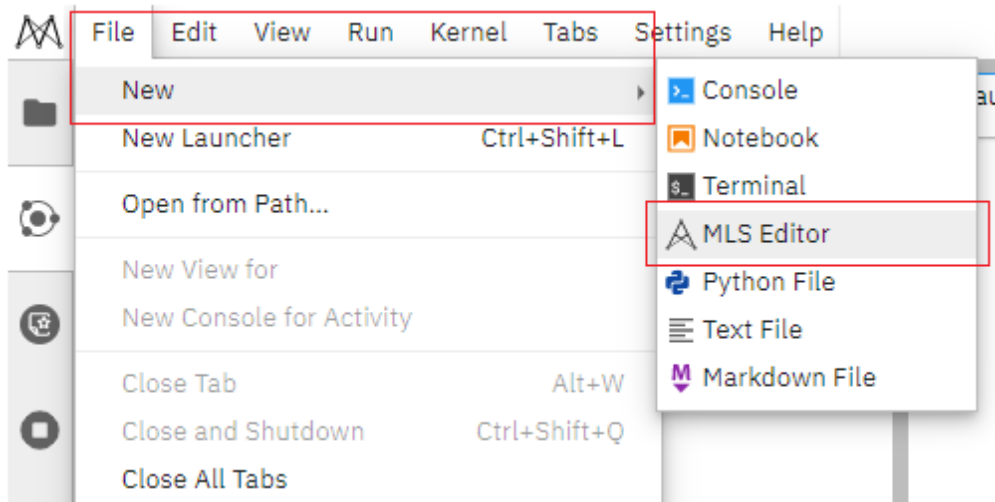 File Edit View Run Kernel Tabs Settings Help
New
New Launcher Ctrl+Shift+L
Open from Path...
New View for
New Console for Activity
Close Tab Alt+W
Close and Shutdown Ctrl+Shift+Q
Close All Tabs
Console
Notebook
$_ Terminal
MLS Editor
Python File
Text File
M Markdown File